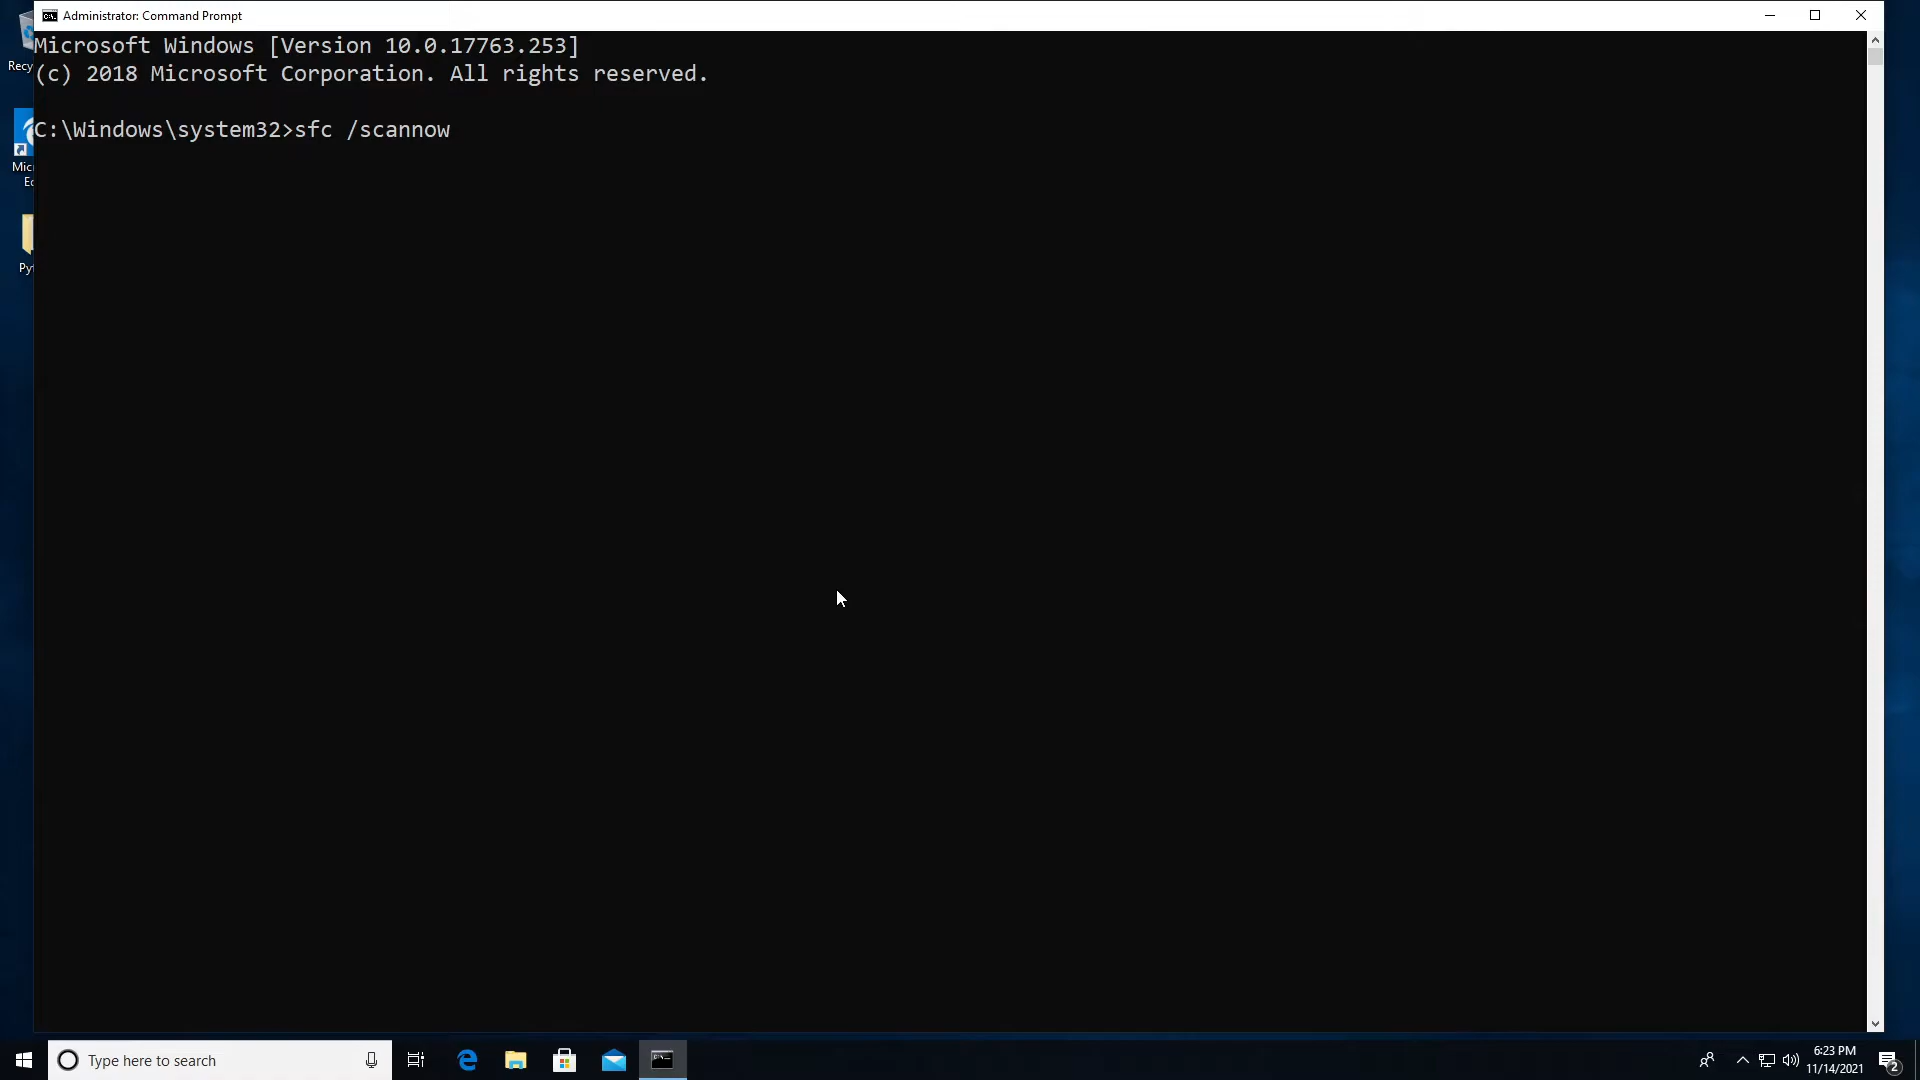 Administrator: Command Prompt
Microsoft Windows [Version 10.0.17763.253]
(c) 2018 Microsoft Corporation. All rights reserved.
C:\Windows\system32>sfc /scannow
Recy
Mic
Ec
Py
Type here to search
6:23 PM
11/14/2021
2